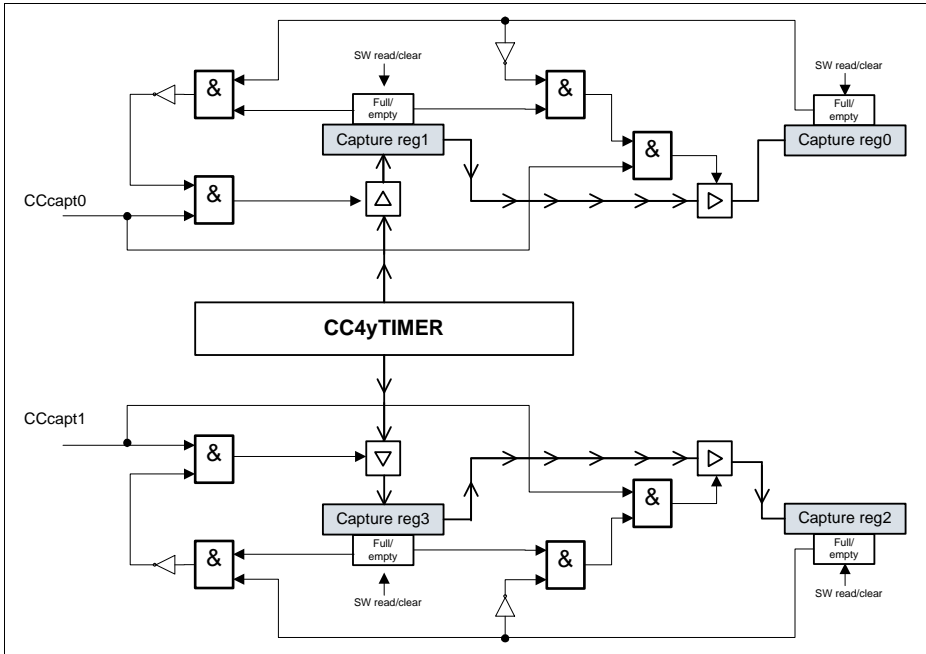 SW read/clear
SW read/clear
&
&
Full/
empty
Full/
empty
Capture reg1
Capture reg0
&
&
CCcapt0
CC4yTIMER
CCcapt1
&
&
Capture reg3
Capture reg2
Full/
empty
Full/
empty
&
&
SW read/clear
SW read/clear